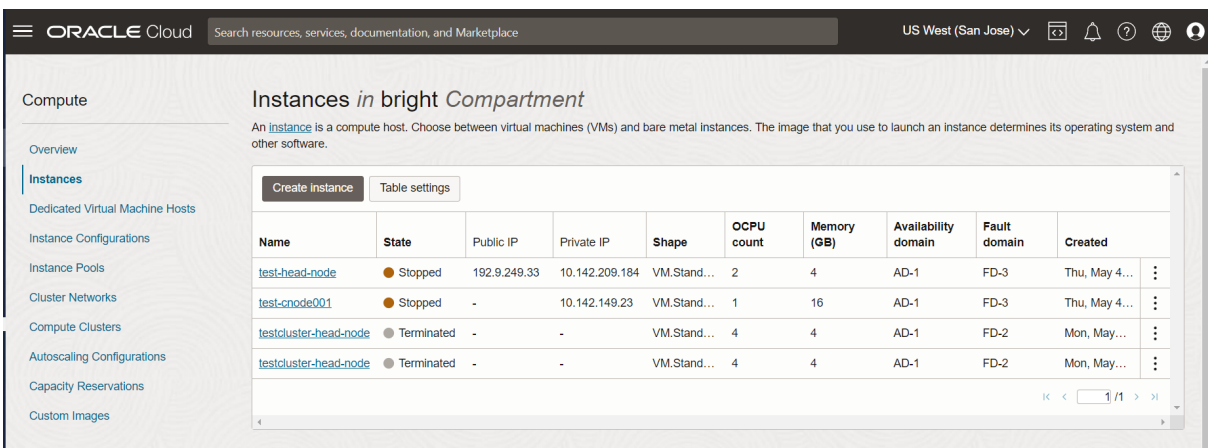 ORACLE Cloud
Search resources, services, documentation, and Marketplace
US West (San Jose)
Compute
Overview
Instances
Dedicated Virtual Machine Hosts
Instance Configurations
Instance Pools
Cluster Networks
Compute Clusters
Autoscaling Configurations
Capacity Reservations
Custom Images
Instances in bright Compartment
An instance is a compute host. Choose between virtual machines (VMs) and bare metal instances. The image that you use to launch an instance determines its operating system and
other software.
Create instance Table settings
Name State Public IP Private IP Shape OCPU count Memory (GB) Availability domain Fault domain Created
test-head-node Stopped 192.9.249.33 10.142.209.184 VM.Stand... 2 4 AD-1 FD-3 Thu, May 4...
test-cnode001 Stopped - 10.142.149.23 VM.Stand... 1 16 AD-1 FD-3 Thu, May 4...
testcluster-head-node Terminated - - VM.Stand... 4 4 AD-1 FD-2 Mon, May...
testcluster-head-node Terminated - - VM.Stand... 4 4 AD-1 FD-2 Mon, May...
1 /1